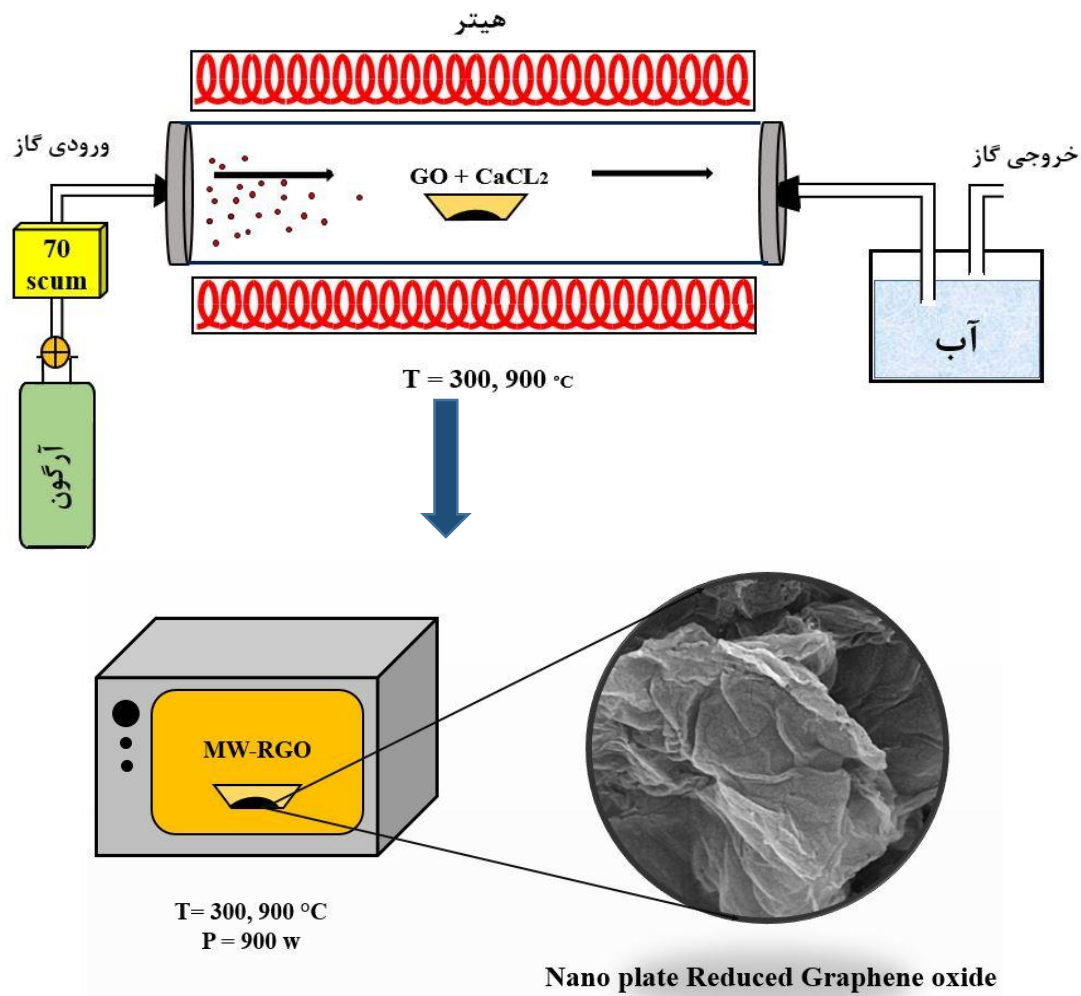 هیتر
ورودی گاز
خروجی گاز
GO + CaCL₂
70
scum
آب
آرگون
T = 300, 900 °C
MW-RGO
T= 300, 900 °C
P = 900 w
Nano plate Reduced Graphene oxide